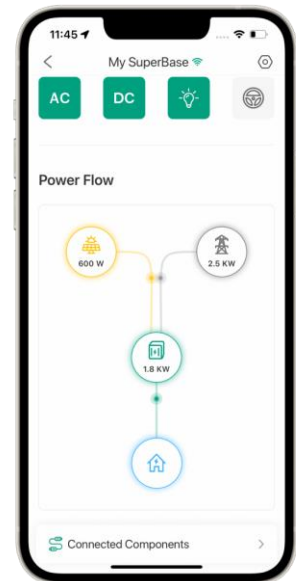 11:45
My SuperBase
AC
DC
Power Flow
600 W
2.5 KW
1.8 KW
Connected Components